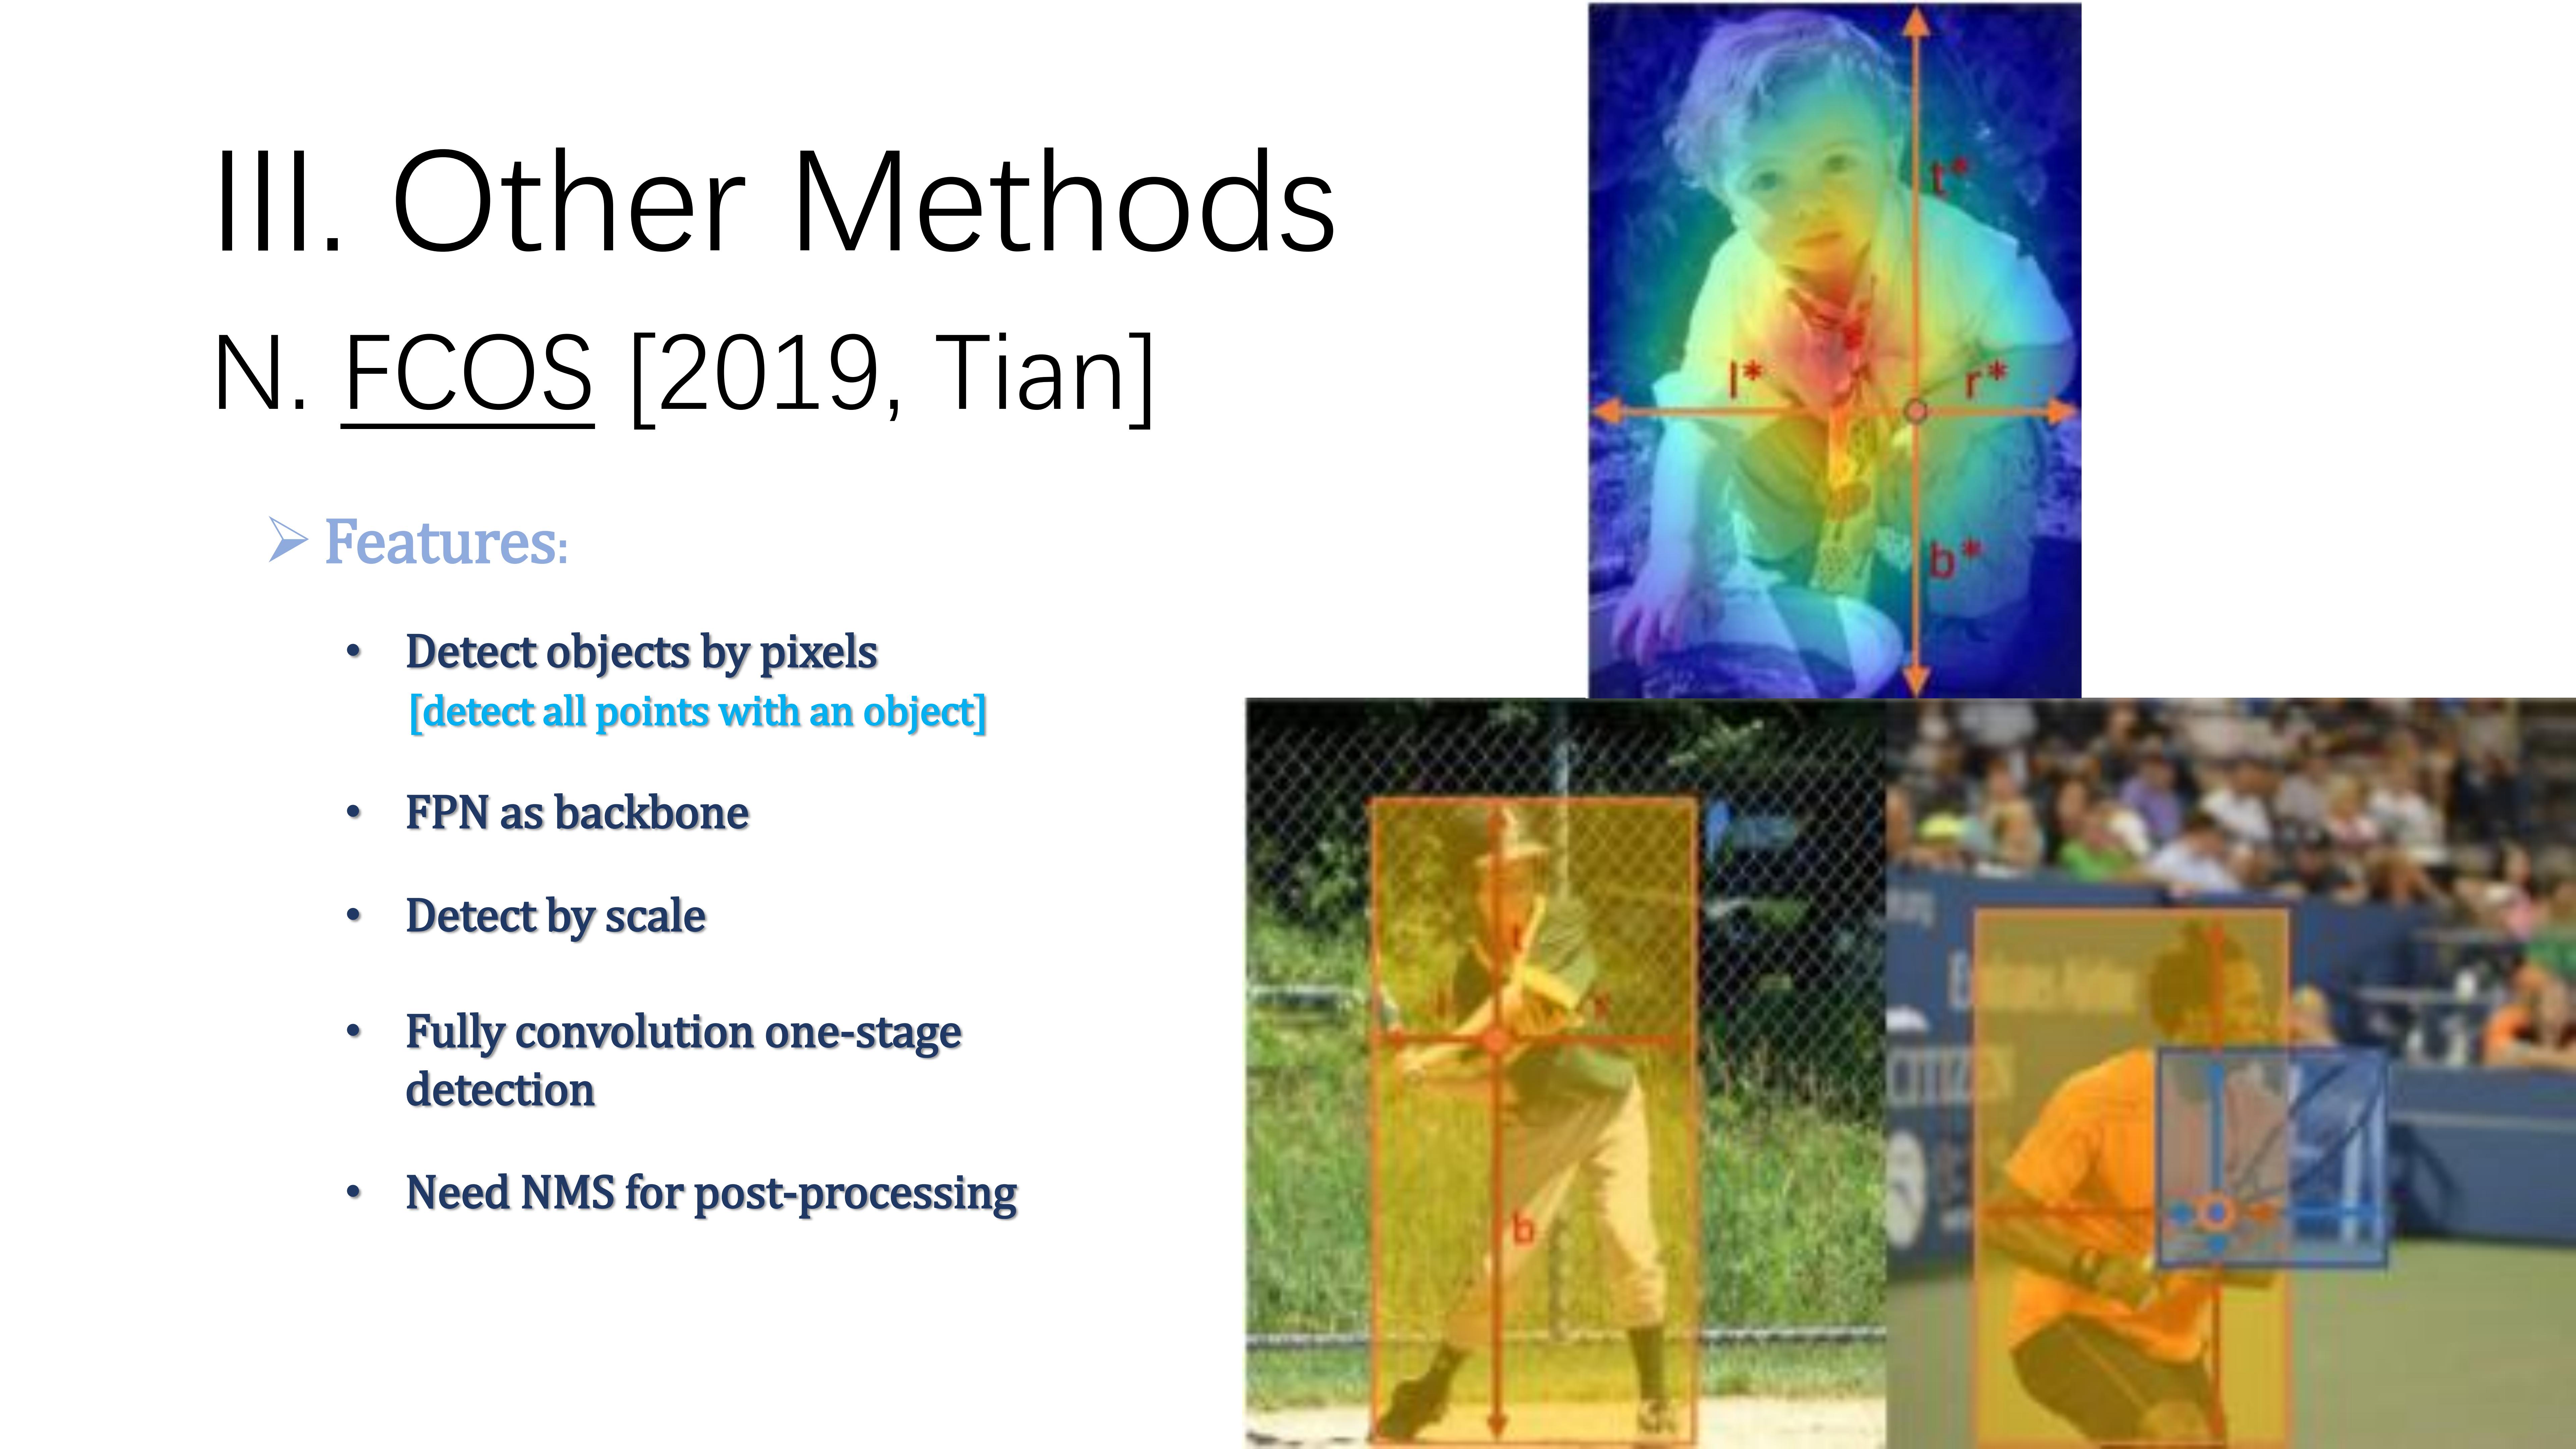 III. Other Methods
N. FCOS [2019, Tian]
➢ Features:
• Detect objects by pixels
[detect all points with an object]
• FPN as backbone
• Detect by scale
• Fully convolution one-stage
detection
• Need NMS for post-processing
t*
l* r*
b*
t
l r
b